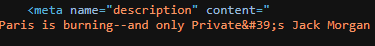 <meta name="description" content="
Paris is burning--and only Private&#39;s Jack Morgan